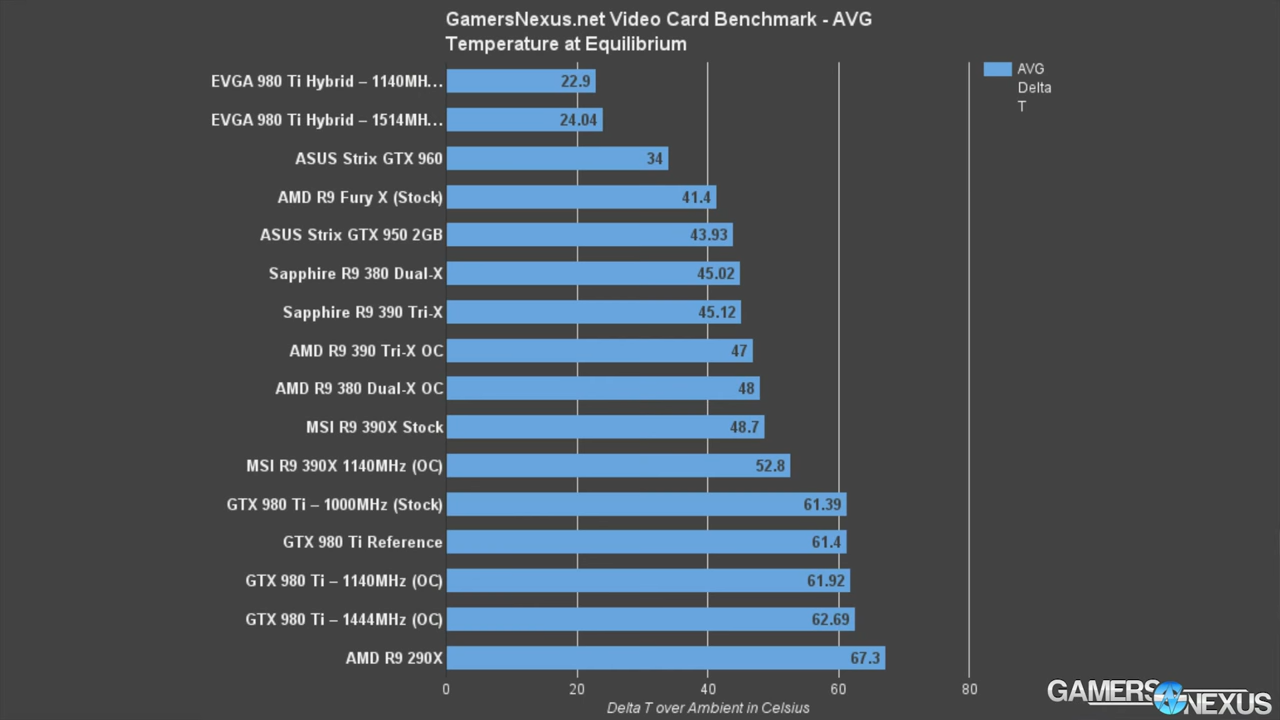 GamersNexus.net Video Card Benchmark - AVG
Temperature at Equilibrium
AVG
Delta
T
EVGA 980 Ti Hybrid – 1140MH… 22.9
EVGA 980 Ti Hybrid – 1514MH… 24.04
ASUS Strix GTX 960 34
AMD R9 Fury X (Stock) 41.4
ASUS Strix GTX 950 2GB 43.93
Sapphire R9 380 Dual-X 45.02
Sapphire R9 390 Tri-X 45.12
AMD R9 390 Tri-X OC 47
AMD R9 380 Dual-X OC 48
MSI R9 390X Stock 48.7
MSI R9 390X 1140MHz (OC) 52.8
GTX 980 Ti – 1000MHz (Stock) 61.39
GTX 980 Ti Reference 61.4
GTX 980 Ti – 1140MHz (OC) 61.92
GTX 980 Ti – 1444MHz (OC) 62.69
AMD R9 290X 67.3
0 20 40 60 80
Delta T over Ambient in Celsius
GAMERS
NEXUS